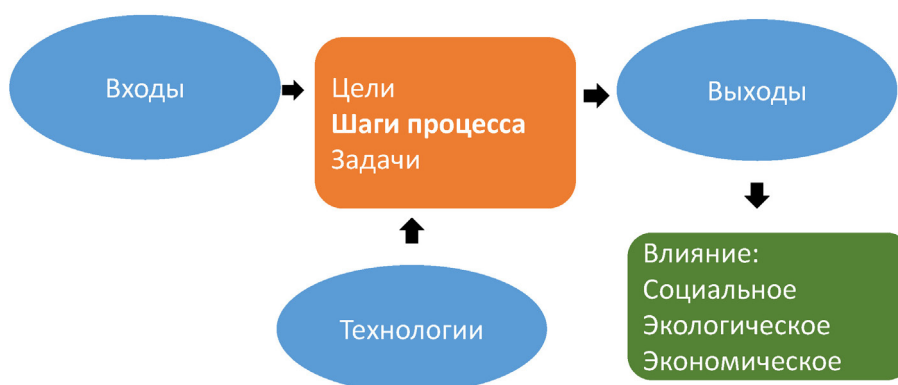 Входы
Цели
Шаги процесса
Задачи
Выходы
Технологии
Влияние:
Социальное
Экологическое
Экономическое